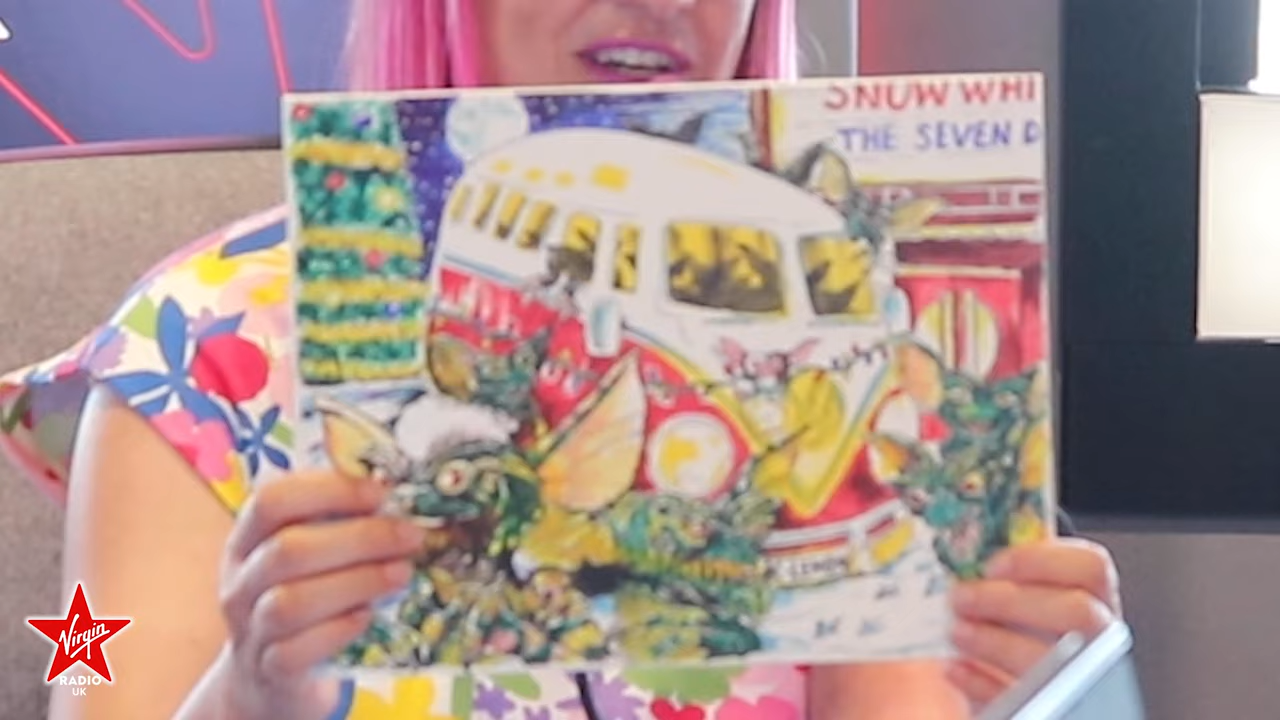 SNOW WHI
THE SEVEN D
Virgin
RADIO
UK